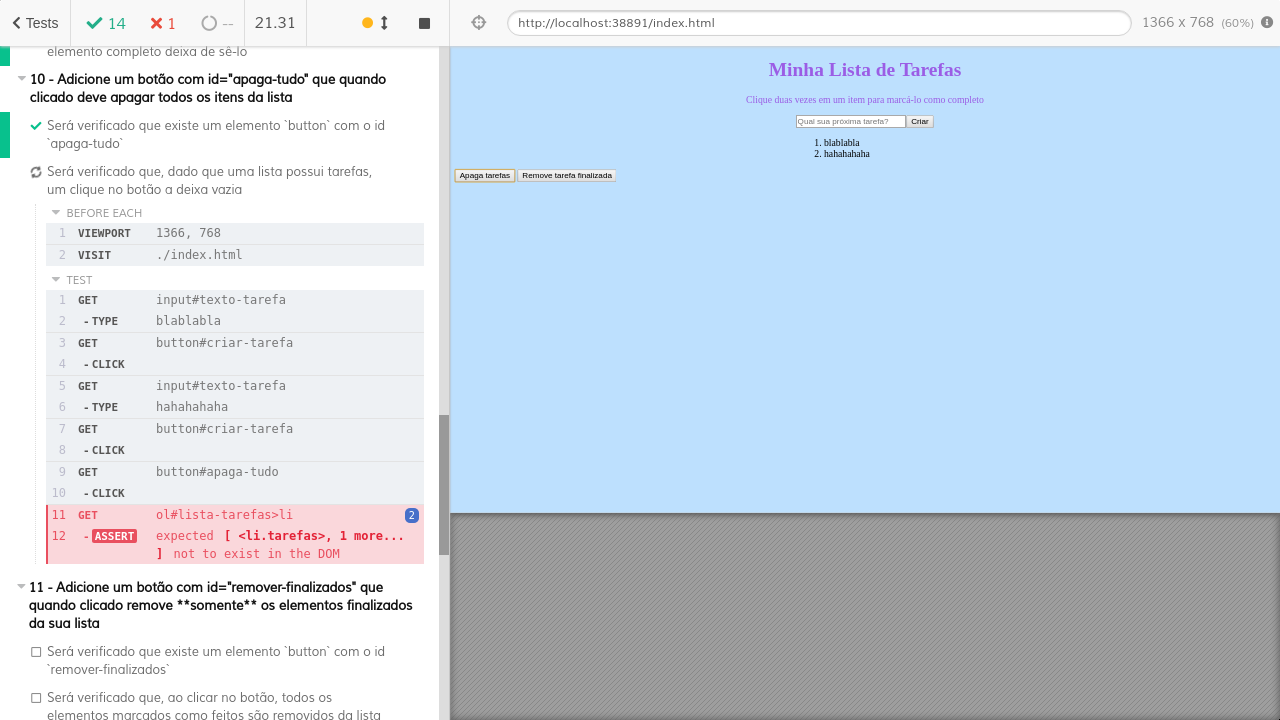 Tests
14
1
--
21.31
http://localhost:38891/index.html
1366 x 768 (60%)
elemento completo deixa de sê-lo
10 - Adicione um botão com id="apaga-tudo" que quando
clicado deve apagar todos os itens da lista
Será verificado que existe um elemento `button` com o id
`apaga-tudo`
Será verificado que, dado que uma lista possui tarefas,
um clique no botão a deixa vazia
BEFORE EACH
1 VIEWPORT 1366, 768
2 VISIT ./index.html
TEST
1 GET input#texto-tarefa
2 - TYPE blablabla
3 GET button#criar-tarefa
4 - CLICK
5 GET input#texto-tarefa
6 - TYPE hahahahaha
7 GET button#criar-tarefa
8 - CLICK
9 GET button#apaga-tudo
10 - CLICK
11 GET ol#lista-tarefas>li 2
12 - ASSERT expected [ <li.tarefas>, 1 more...
] not to exist in the DOM
11 - Adicione um botão com id="remover-finalizados" que
quando clicado remove **somente** os elementos finalizados
da sua lista
Será verificado que existe um elemento `button` com o id
`remover-finalizados`
Será verificado que, ao clicar no botão, todos os
elementos marcados como feitos são removidos da lista
Minha Lista de Tarefas
Clique duas vezes em um item para marcá-lo como completo
Qual sua próxima tarefa? Criar
1. blablabla
2. hahahahaha
Apaga tarefas Remove tarefa finalizada